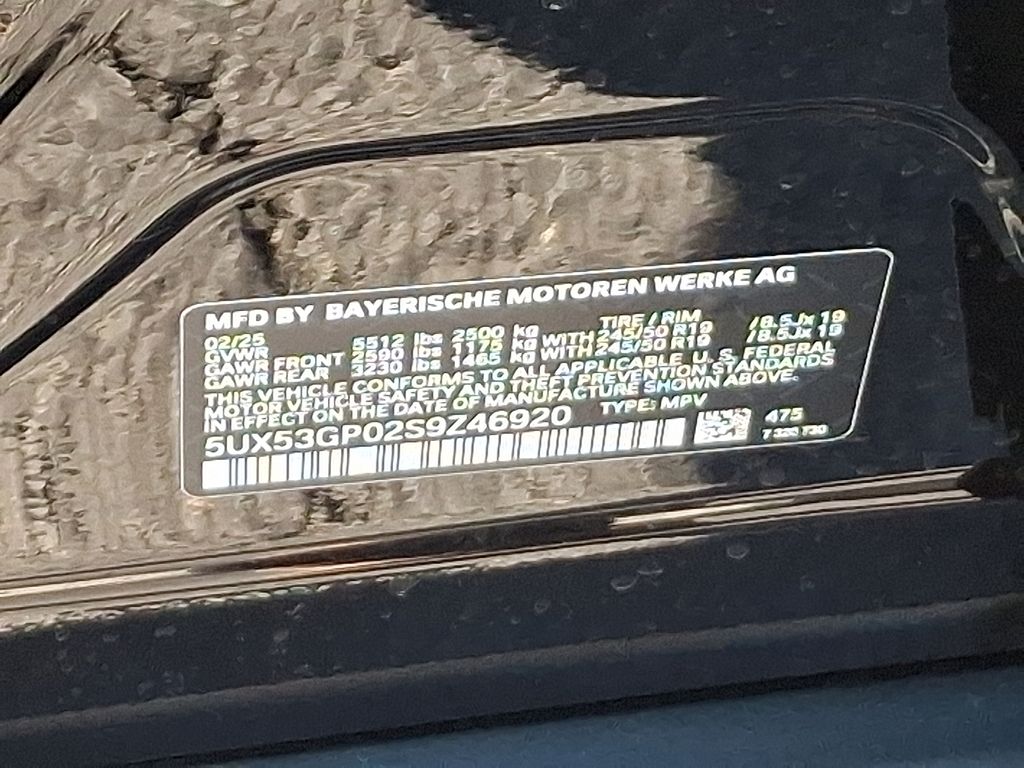 MFD BY BAYERISCHE MOTOREN WERKE AG
02/25 TIRE / RIM
GVWR 5512 lbs 2500 kg
GAWR FRONT 2590 lbs 1175 kg WITH 245/50 R19 /8.5Jx19
GAWR REAR 3230 lbs 1465 kg WITH 245/50 R19 /8.5Jx19
THIS VEHICLE CONFORMS TO ALL APPLICABLE U. S. FEDERAL
MOTOR VEHICLE SAFETY AND THEFT PREVENTION STANDARDS
IN EFFECT ON THE DATE OF MANUFACTURE SHOWN ABOVE.
5UX53GP02S9Z46920 TYPE: MPV
475